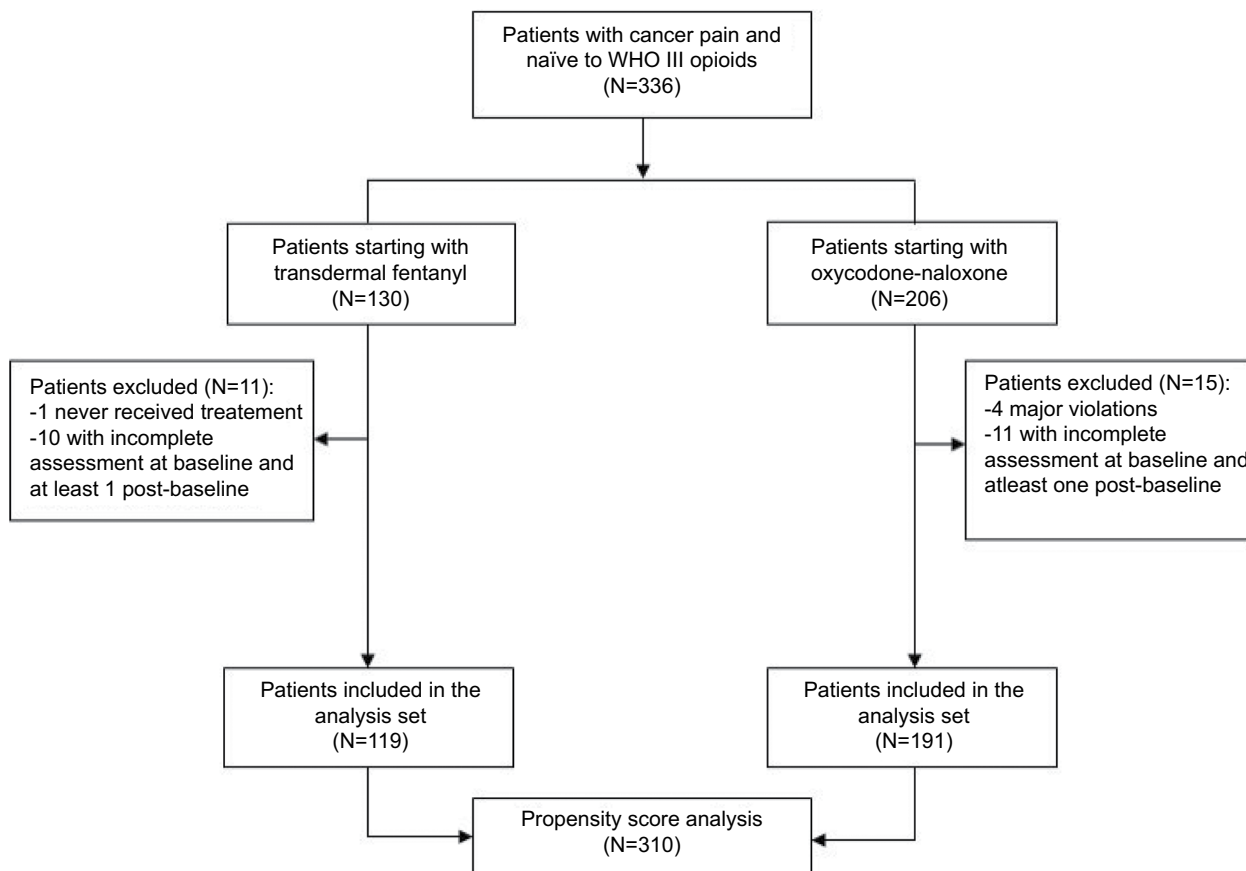 Patients with cancer pain and
naïve to WHO III opioids
(N=336)
Patients starting with
transdermal fentanyl
(N=130)
Patients starting with
oxycodone-naloxone
(N=206)
Patients excluded (N=11):
-1 never received treatement
-10 with incomplete
assessment at baseline and
at least 1 post-baseline
Patients excluded (N=15):
-4 major violations
-11 with incomplete
assessment at baseline and
atleast one post-baseline
Patients included in the
analysis set
(N=119)
Patients included in the
analysis set
(N=191)
Propensity score analysis
(N=310)